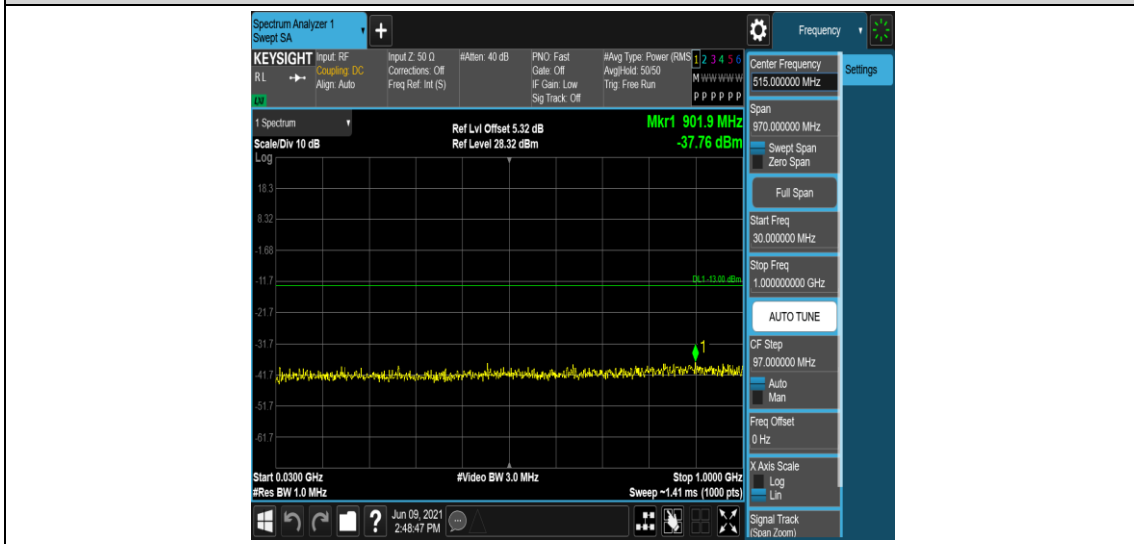 Spectrum Analyzer 1
Swept SA
+
Frequency
KEYSIGHT
RL
LXI
Input: RF
Coupling: DC
Align: Auto
Input Z: 50 Ω
Corrections: Off
Freq Ref: Int (S)
#Atten: 40 dB
PNO: Fast
Gate: Off
IF Gain: Low
Sig Track: Off
#Avg Type: Power (RMS
Avg|Hold: 50/50
Trig: Free Run
1 2 3 4 5 6
M W W W W W
P P P P P P
1 Spectrum
Scale/Div 10 dB
Log
Ref Lvl Offset 5.32 dB
Ref Level 28.32 dBm
Mkr1 901.9 MHz
-37.76 dBm
18.3
8.32
-1.68
-11.7
DL1 -13.00 dBm
-21.7
-31.7
1
-41.7
-51.7
-61.7
Start 0.0300 GHz
#Res BW 1.0 MHz
#Video BW 3.0 MHz
Stop 1.0000 GHz
Sweep ~1.41 ms (1000 pts)
?
Jun 09, 2021
2:48:47 PM
Center Frequency
515.000000 MHz
Settings
Span
970.000000 MHz
Swept Span
Zero Span
Full Span
Start Freq
30.000000 MHz
Stop Freq
1.000000000 GHz
AUTO TUNE
CF Step
97.000000 MHz
Auto
Man
Freq Offset
0 Hz
X Axis Scale
Log
Lin
Signal Track
(Span Zoom)